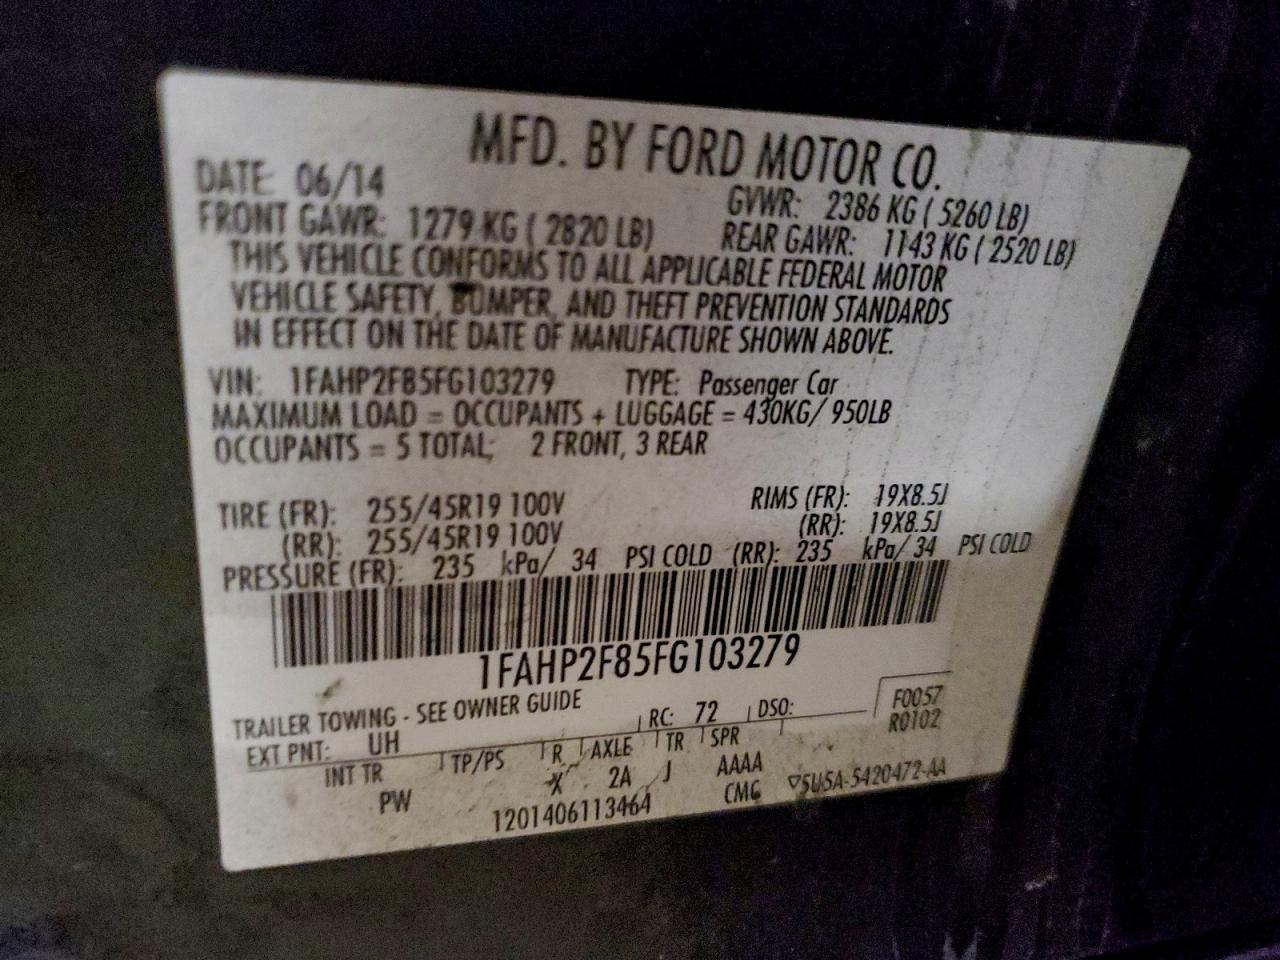 MFD. BY FORD MOTOR CO.
DATE: 06/14 GVWR: 2386 KG ( 5260 LB)
FRONT GAWR: 1279 KG ( 2820 LB) REAR GAWR: 1143 KG ( 2520 LB)
THIS VEHICLE CONFORMS TO ALL APPLICABLE FEDERAL MOTOR
VEHICLE SAFETY, BUMPER, AND THEFT PREVENTION STANDARDS
IN EFFECT ON THE DATE OF MANUFACTURE SHOWN ABOVE.
VIN: 1FAHP2F85FG103279 TYPE: Passenger Car
MAXIMUM LOAD = OCCUPANTS + LUGGAGE = 430KG/ 950LB
OCCUPANTS = 5 TOTAL; 2 FRONT, 3 REAR
TIRE (FR): 255/45R19 100V RIMS (FR): 19X8.5J
(RR): 255/45R19 100V (RR): 19X8.5J
PRESSURE (FR): 235 kPa/ 34 PSI COLD (RR): 235 kPa/ 34 PSI COLD
1FAHP2F85FG103279
TRAILER TOWING - SEE OWNER GUIDE
F0057
EXT PNT: UH RC: 72 DSO: R0102
INT TR TP/PS R AXLE TR SPR
PW X 2A J AAAA
1201406113464 CMG ▽5U5A-5420472-AA